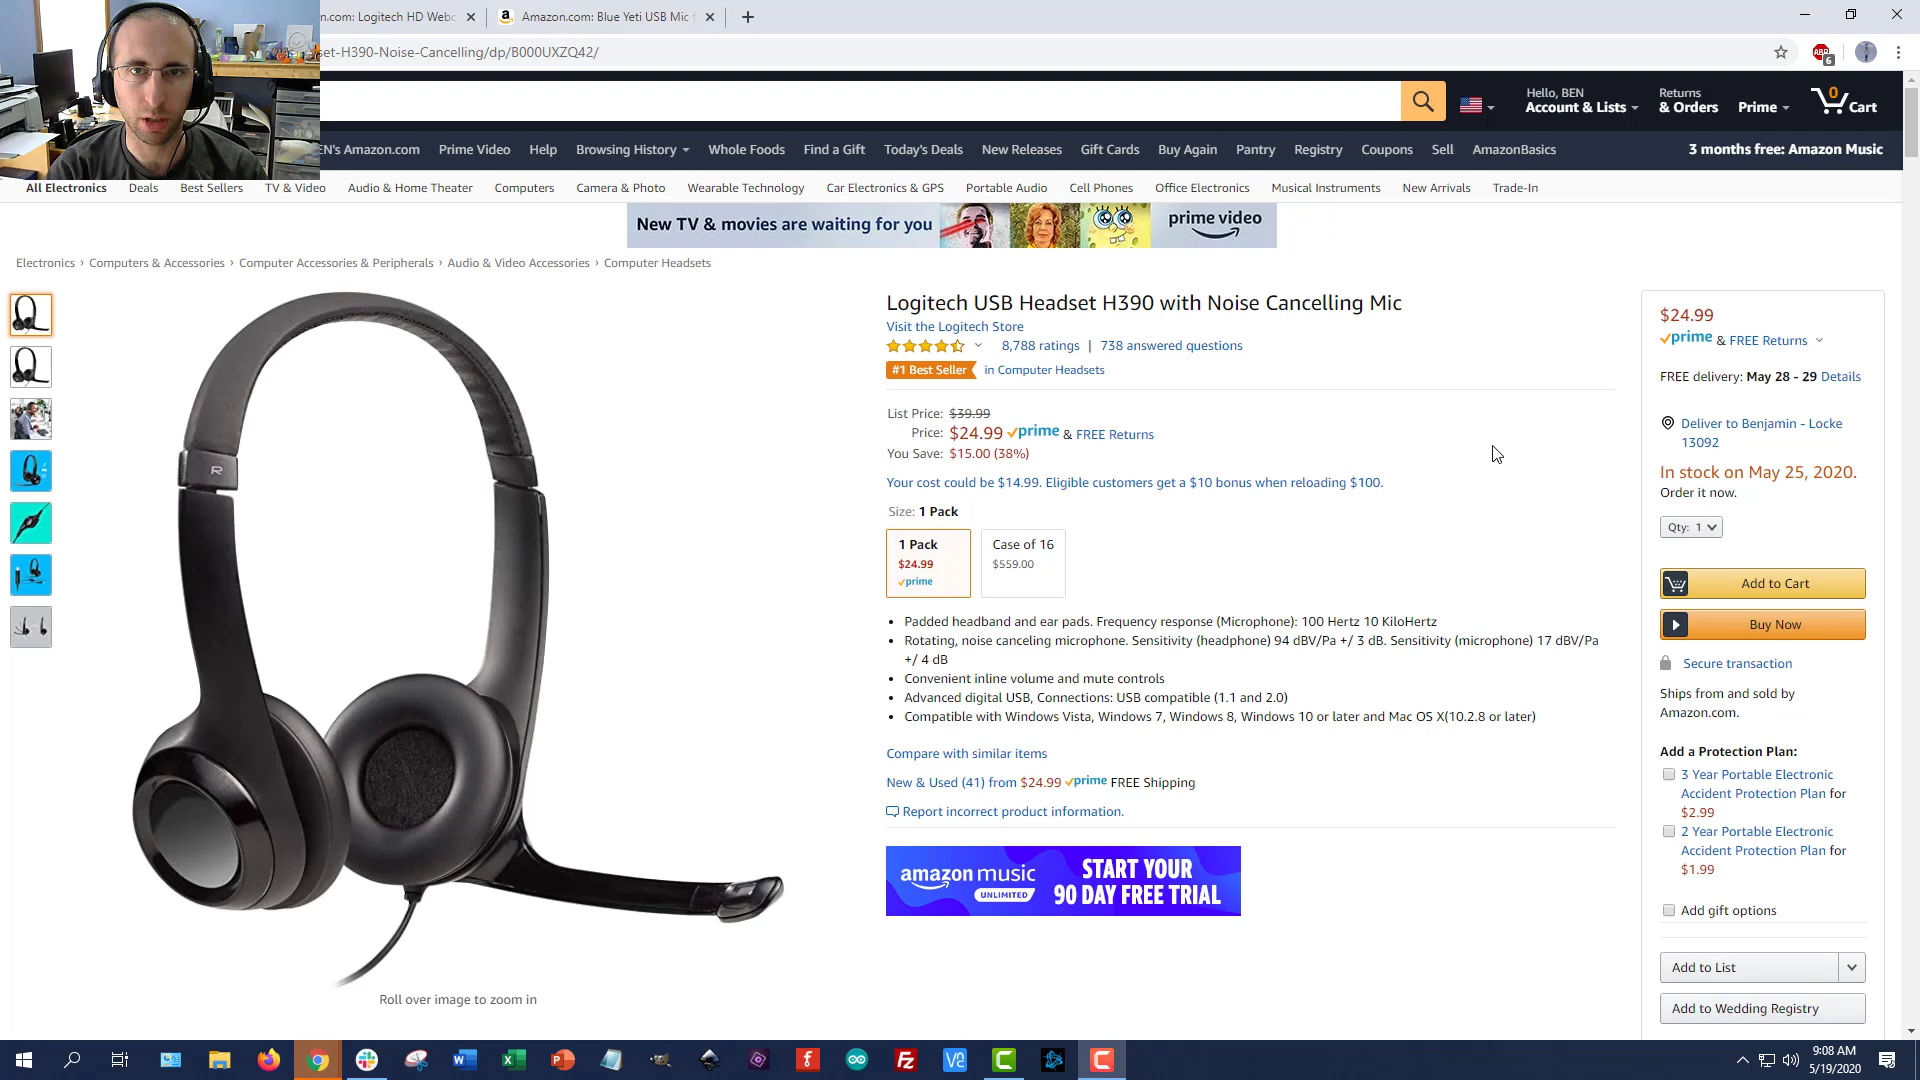 n.com: Logitech HD Webc
Amazon.com: Blue Yeti USB Mic f
set-H390-Noise-Cancelling/dp/B000UXZQ42/
ABP
6
Hello, BEN
Account & Lists
Returns
& Orders
Prime
0
Cart
EN's Amazon.com
Prime Video
Help
Browsing History
Whole Foods
Find a Gift
Today's Deals
New Releases
Gift Cards
Buy Again
Pantry
Registry
Coupons
Sell
AmazonBasics
3 months free: Amazon Music
All Electronics
Deals
Best Sellers
TV & Video
Audio & Home Theater
Computers
Camera & Photo
Wearable Technology
Car Electronics & GPS
Portable Audio
Cell Phones
Office Electronics
Musical Instruments
New Arrivals
Trade-In
New TV & movies are waiting for you
prime video
Electronics › Computers & Accessories › Computer Accessories & Peripherals › Audio & Video Accessories › Computer Headsets
R
Roll over image to zoom in
Logitech USB Headset H390 with Noise Cancelling Mic
Visit the Logitech Store
8,788 ratings | 738 answered questions
#1 Best Seller in Computer Headsets
List Price: $39.99
Price: $24.99 prime & FREE Returns
You Save: $15.00 (38%)
Your cost could be $14.99. Eligible customers get a $10 bonus when reloading $100.
Size: 1 Pack
1 Pack
$24.99
prime
Case of 16
$559.00
• Padded headband and ear pads. Frequency response (Microphone): 100 Hertz 10 KiloHertz
• Rotating, noise canceling microphone. Sensitivity (headphone) 94 dBV/Pa +/ 3 dB. Sensitivity (microphone) 17 dBV/Pa
+/ 4 dB
• Convenient inline volume and mute controls
• Advanced digital USB, Connections: USB compatible (1.1 and 2.0)
• Compatible with Windows Vista, Windows 7, Windows 8, Windows 10 or later and Mac OS X(10.2.8 or later)
Compare with similar items
New & Used (41) from $24.99 prime FREE Shipping
Report incorrect product information.
amazon music
UNLIMITED
START YOUR
90 DAY FREE TRIAL
$24.99
prime & FREE Returns
FREE delivery: May 28 - 29 Details
Deliver to Benjamin - Locke
13092
In stock on May 25, 2020.
Order it now.
Qty: 1
Add to Cart
Buy Now
Secure transaction
Ships from and sold by
Amazon.com.
Add a Protection Plan:
3 Year Portable Electronic
Accident Protection Plan for
$2.99
2 Year Portable Electronic
Accident Protection Plan for
$1.99
Add gift options
Add to List
Add to Wedding Registry
9:08 AM
5/19/2020